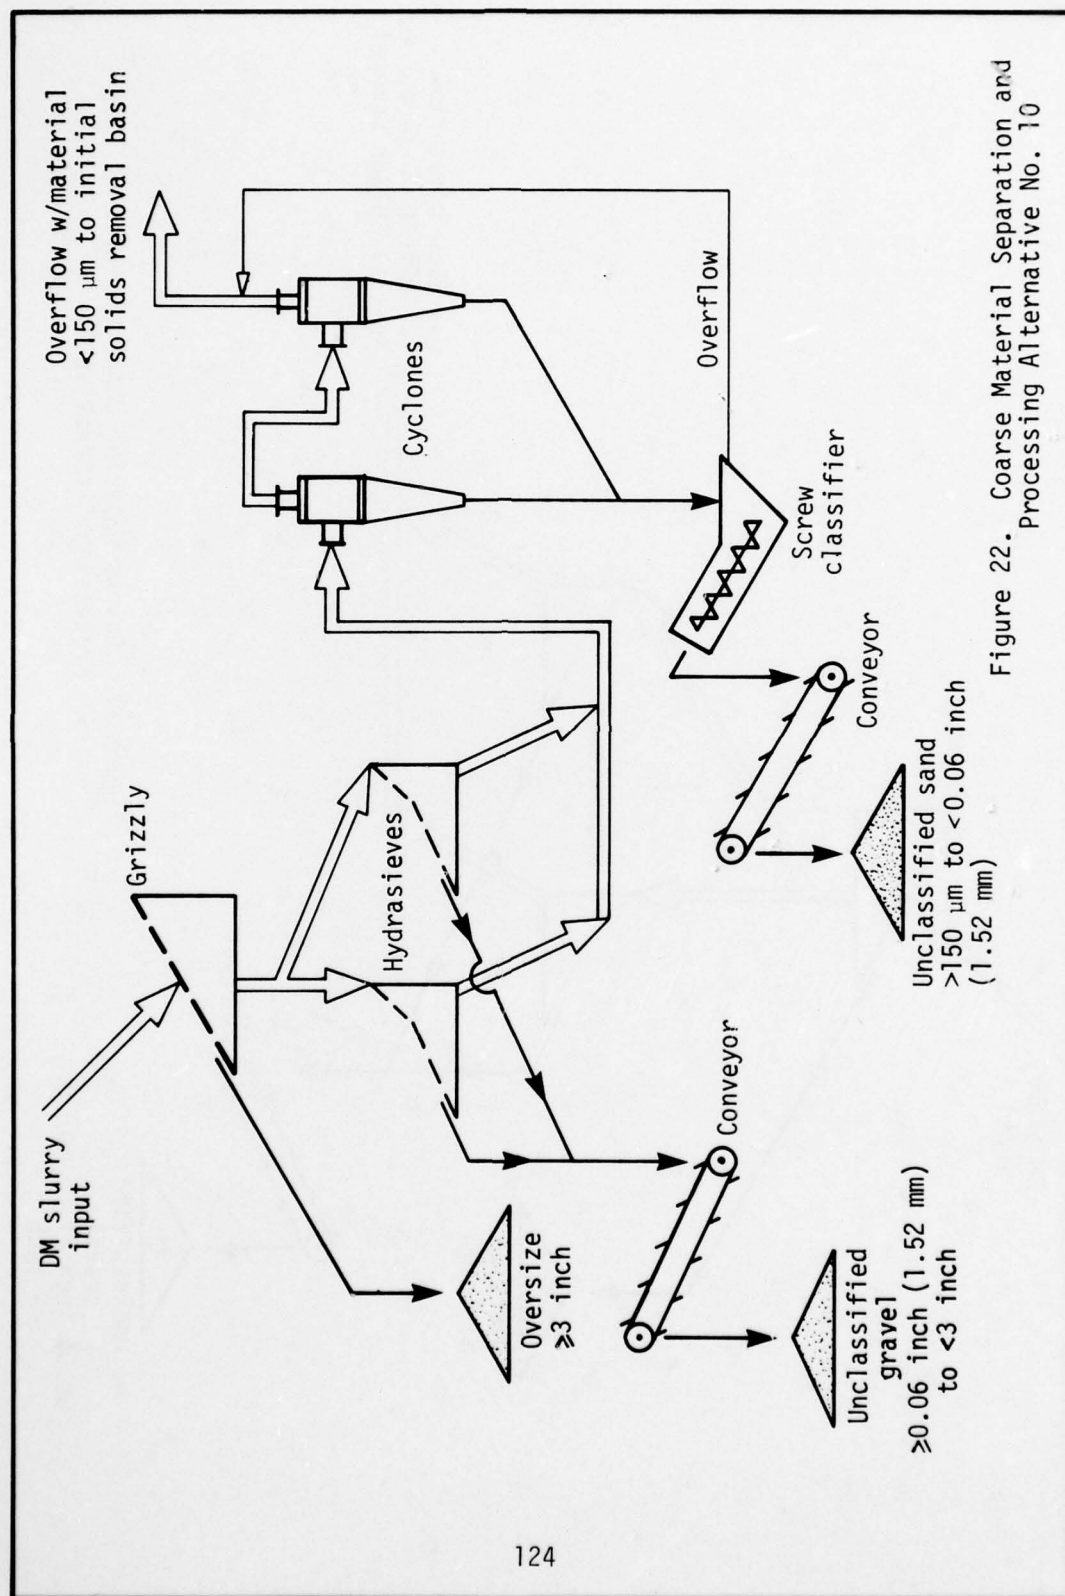 DM slurry
input
Grizzly
Overflow w/material
<150 µm to initial
solids removal basin
Hydrasieves
Cyclones
Oversize
≥3 inch
Overflow
Screw
classifier
Conveyor
Conveyor
Unclassified
gravel
≥0.06 inch (1.52 mm)
to <3 inch
Unclassified sand
>150 µm to <0.06 inch
(1.52 mm)
Figure 22. Coarse Material Separation and
Processing Alternative No. 10
124